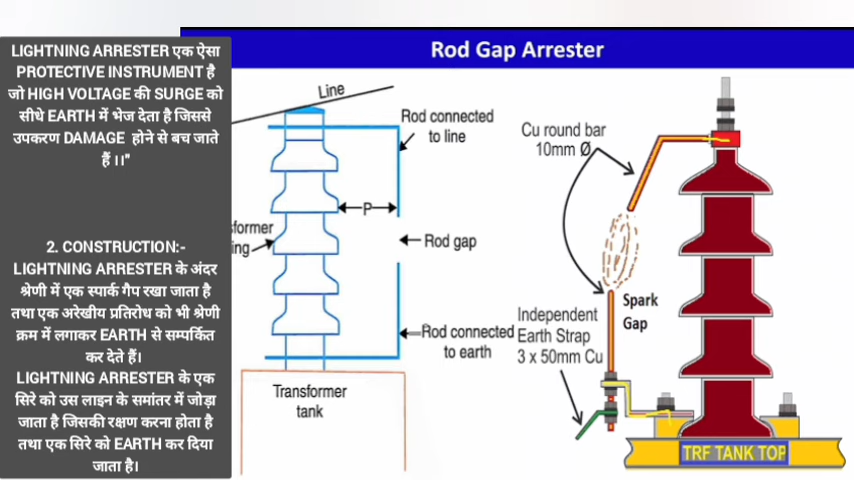 Rod Gap Arrester
LIGHTNING ARRESTER एक ऐसा
PROTECTIVE INSTRUMENT है
जो HIGH VOLTAGE की SURGE को
सीधे EARTH में भेज देता है जिससे
उपकरण DAMAGE होने से बच जाते
हैं ।।"
2. CONSTRUCTION:-
LIGHTNING ARRESTER के अंदर
श्रेणी में एक स्पार्क गैप रखा जाता है
तथा एक अरेखीय प्रतिरोध को भी श्रेणी
क्रम में लगाकर EARTH से सम्पर्कित
कर देते हैं।
LIGHTNING ARRESTER के एक
सिरे को उस लाइन के समांतर में जोड़ा
जाता है जिसकी रक्षण करना होता है
तथा एक सिरे को EARTH कर दिया
जाता है।
Line
Rod connected
to line
P
sformer
ing
Rod gap
Rod connected
to earth
Transformer
tank
Cu round bar
10mm Ø
Spark
Gap
Independent
Earth Strap
3 x 50mm Cu
TRF TANK TOP